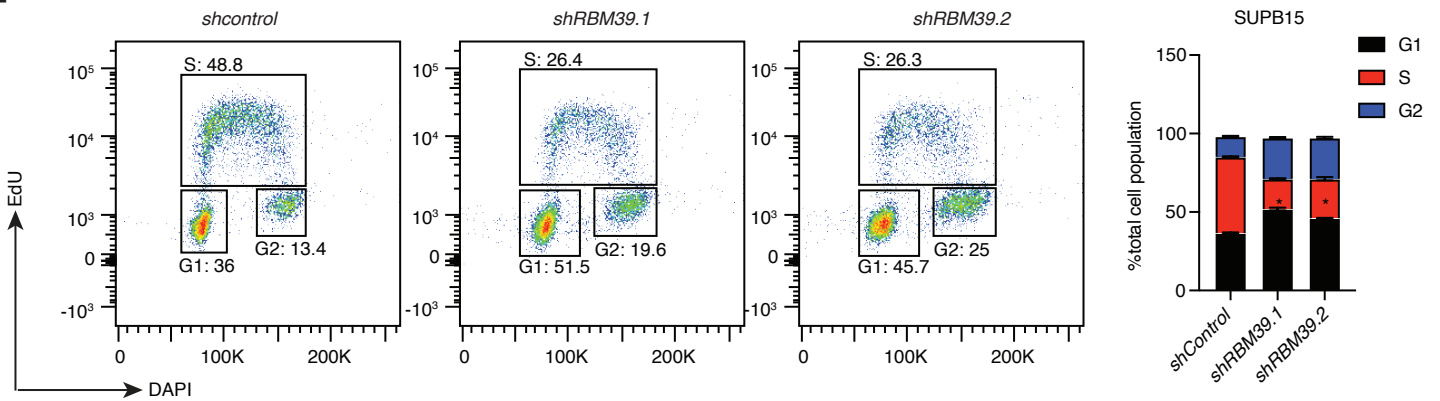 shcontrol
shRBM39.1
shRBM39.2
SUPB15
EdU
DAPI
10⁵
10⁴
10³
0
-10³
S: 48.8
G1: 36
G2: 13.4
0
100K
200K
10⁵
10⁴
10³
0
-10³
S: 26.4
G1: 51.5
G2: 19.6
0
100K
200K
10⁵
10⁴
10³
0
-10³
S: 26.3
G1: 45.7
G2: 25
0
100K
200K
%total cell population
150
100
50
0
*
*
shControl
shRBM39.1
shRBM39.2
G1
S
G2